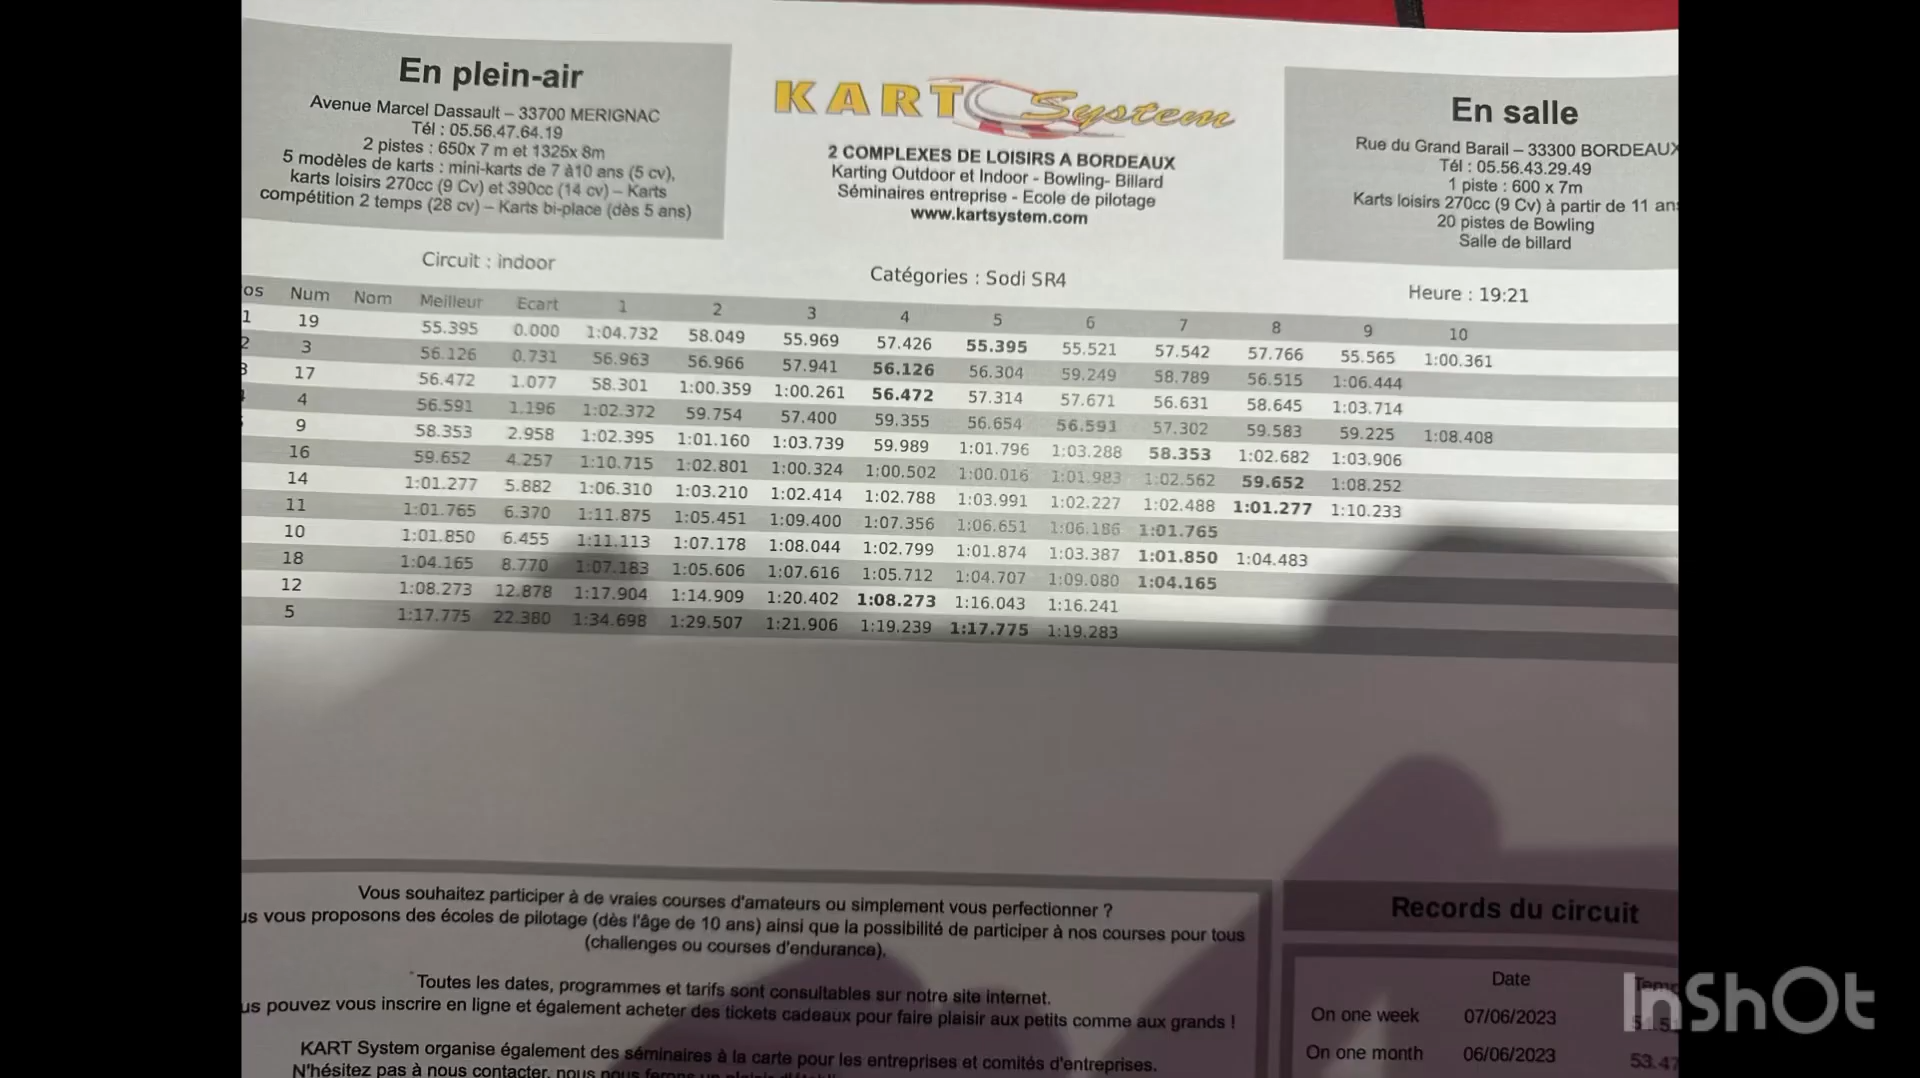 En plein-air
Avenue Marcel Dassault – 33700 MERIGNAC
Tél : 05.56.47.64.19
2 pistes : 650x 7 m et 1325x 8m
5 modèles de karts : mini-karts de 7 à10 ans (5 cv),
karts loisirs 270cc (9 Cv) et 390cc (14 cv) – Karts
compétition 2 temps (28 cv) – Karts bi-place (dès 5 ans)
KART System
2 COMPLEXES DE LOISIRS A BORDEAUX
Karting Outdoor et Indoor - Bowling- Billard
Séminaires entreprise - Ecole de pilotage
www.kartsystem.com
En salle
Rue du Grand Barail – 33300 BORDEAUX
Tél : 05.56.43.29.49
1 piste : 600 x 7m
Karts loisirs 270cc (9 Cv) à partir de 11 ans
20 pistes de Bowling
Salle de billard
Circuit : indoor
Catégories : Sodi SR4
Heure : 19:21
os Num Nom Meilleur Ecart 1 2 3 4 5 6 7 8 9 10
1 19 55.395 0.000 1:04.732 58.049 55.969 57.426 55.395 55.521 57.542 57.766 55.565 1:00.361
2 3 56.126 0.731 56.963 56.966 57.941 56.126 56.304 59.249 58.789 56.515 1:06.444
3 17 56.472 1.077 58.301 1:00.359 1:00.261 56.472 57.314 57.671 56.631 58.645 1:03.714
4 56.591 1.196 1:02.372 59.754 57.400 59.355 56.654 56.591 57.302 59.583 59.225 1:08.408
9 58.353 2.958 1:02.395 1:01.160 1:03.739 59.989 1:01.796 1:03.288 58.353 1:02.682 1:03.906
16 59.652 4.257 1:10.715 1:02.801 1:00.324 1:00.502 1:00.016 1:01.983 1:02.562 59.652 1:08.252
14 1:01.277 5.882 1:06.310 1:03.210 1:02.414 1:02.788 1:03.991 1:02.227 1:02.488 1:01.277 1:10.233
11 1:01.765 6.370 1:11.875 1:05.451 1:09.400 1:07.356 1:06.651 1:06.186 1:01.765
10 1:01.850 6.455 1:11.113 1:07.178 1:08.044 1:02.799 1:01.874 1:03.387 1:01.850 1:04.483
18 1:04.165 8.770 1:07.183 1:05.606 1:07.616 1:05.712 1:04.707 1:09.080 1:04.165
12 1:08.273 12.878 1:17.904 1:14.909 1:20.402 1:08.273 1:16.043 1:16.241
5 1:17.775 22.380 1:34.698 1:29.507 1:21.906 1:19.239 1:17.775 1:19.283
Vous souhaitez participer à de vraies courses d'amateurs ou simplement vous perfectionner ?
us vous proposons des écoles de pilotage (dès l'âge de 10 ans) ainsi que la possibilité de participer à nos courses pour tous
(challenges ou courses d'endurance).
Toutes les dates, programmes et tarifs sont consultables sur notre site internet.
us pouvez vous inscrire en ligne et également acheter des tickets cadeaux pour faire plaisir aux petits comme aux grands !
KART System organise également des séminaires à la carte pour les entreprises et comités d'entreprises.
N'hésitez pas à nous contacter, nous nous ferons un plaisir
Records du circuit
Date Temp
On one week 07/06/2023
On one month 06/06/2023 53.47
InShOt